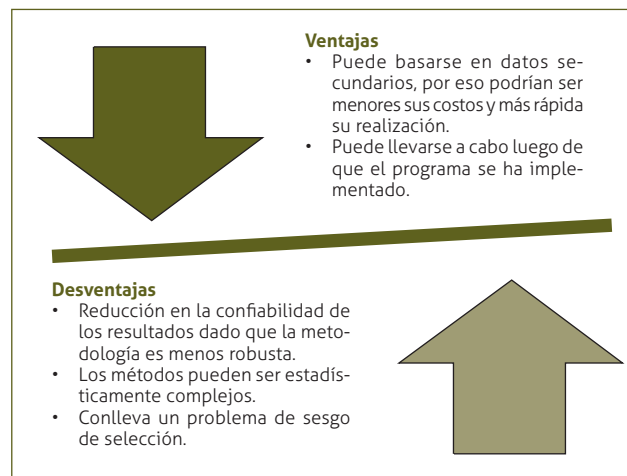 Ventajas
• Puede basarse en datos se-
cundarios, por eso podrían ser
menores sus costos y más rápida
su realización.
• Puede llevarse a cabo luego de
que el programa se ha imple-
mentado.
Desventajas
• Reducción en la confiabilidad de
los resultados dado que la meto-
dología es menos robusta.
• Los métodos pueden ser estadís-
ticamente complejos.
• Conlleva un problema de sesgo
de selección.